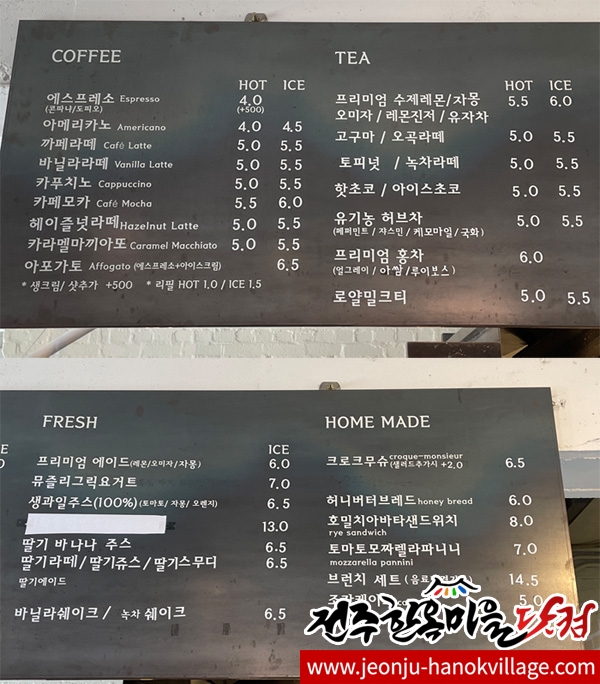 COFFEE
HOT ICE
에스프레소 Espresso 4.0
(콘파나/도피오) (+500)
아메리카노 Americano 4.0 4.5
까페라떼 Café Latte 5.0 5.5
바닐라라떼 Vanilla Latte 5.0 5.5
카푸치노 Cappuccino 5.0 5.5
카페모카 Café Mocha 5.5 6.0
헤이즐넛라떼 Hazelnut Latte 5.0 5.5
카라멜마끼아또 Caramel Macchiato 5.0 5.5
아포가토 Affogato (에스프레소+아이스크림) 6.5
* 생크림/ 샷추가 +500 * 리필 HOT 1.0 / ICE 1.5
TEA
HOT ICE
프리미엄 수제레몬/자몽 5.5 6.0
오미자 / 레몬진저 / 유자차
고구마 / 오곡라떼 5.0 5.5
토피넛 / 녹차라떼 5.0 5.5
핫초코 / 아이스초코 5.0 5.5
유기농 허브차 5.0 5.5
(페퍼민트 / 쟈스민 / 케모마일 / 국화)
프리미엄 홍차 6.0
(얼그레이 / 아쌈 / 루이보스 )
로얄밀크티 5.0 5.5
FRESH
E
ICE
프리미엄 에이드(레몬/오미자/자몽) 6.0
뮤즐리그릭요거트 7.0
생과일주스(100%)(토마토/ 자몽/ 오렌지) 6.5
13.0
딸기 바나나 주스 6.5
딸기라떼/딸기쥬스/딸기스무디 6.5
딸기에이드
바닐라쉐이크 / 녹차 쉐이크 6.5
HOME MADE
크로크무슈 croque-monsieur 6.5
(샐러드추가시 +2.0
허니버터브레드 honey bread 6.0
호밀치아바타샌드위치 8.0
rye sandwich
토마토모짜렐라파니니 7.0
mozzarella pannini
브런치 세트 (음료 14.5
조각케이 5.0
전주한옥마을닷컴
www.jeonju-hanokvillage.com